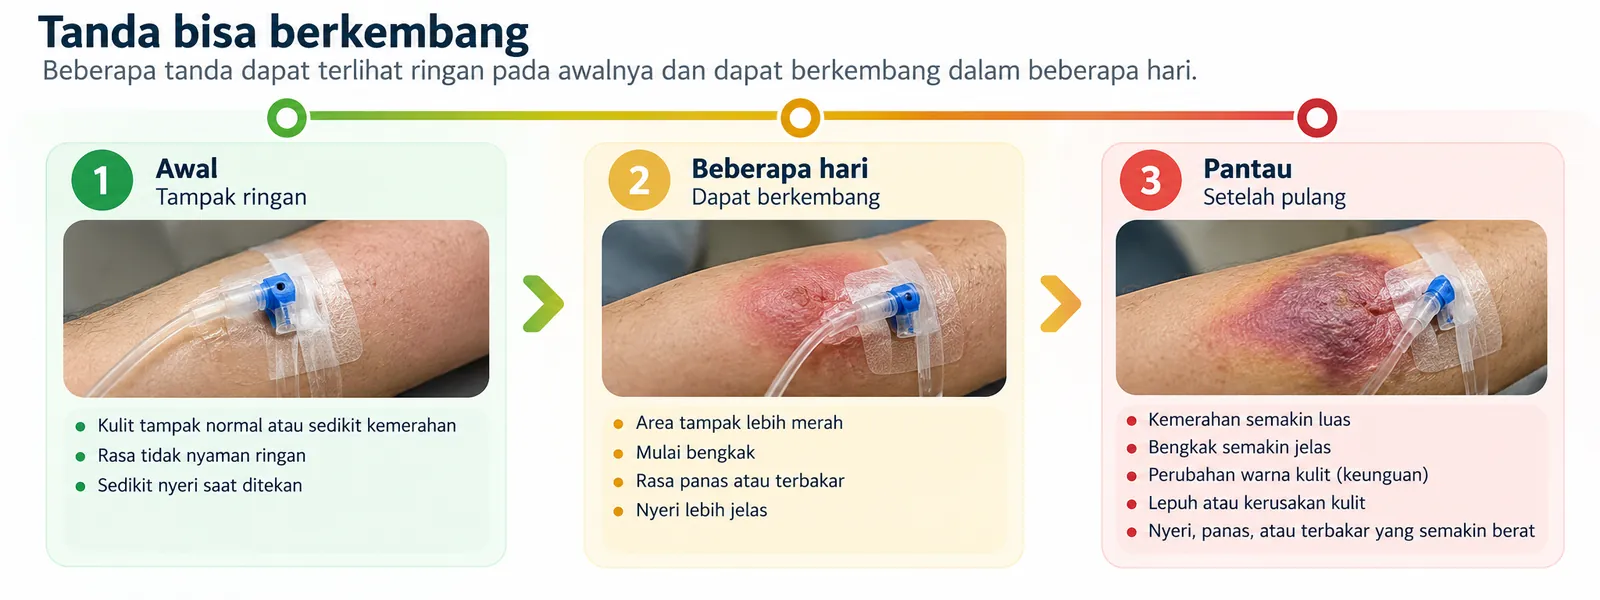 Tanda bisa berkembang
Beberapa tanda dapat terlihat ringan pada awalnya dan dapat berkembang dalam beberapa hari.
1
Awal
Tampak ringan
Kulit tampak normal atau sedikit kemerahan
Rasa tidak nyaman ringan
Sedikit nyeri saat ditekan
2
Beberapa hari
Dapat berkembang
Area tampak lebih merah
Mulai bengkak
Rasa panas atau terbakar
Nyeri lebih jelas
3
Pantau
Setelah pulang
Kemerahan semakin luas
Bengkak semakin jelas
Perubahan warna kulit (keunguan)
Lepuh atau kerusakan kulit
Nyeri, panas, atau terbakar yang semakin berat